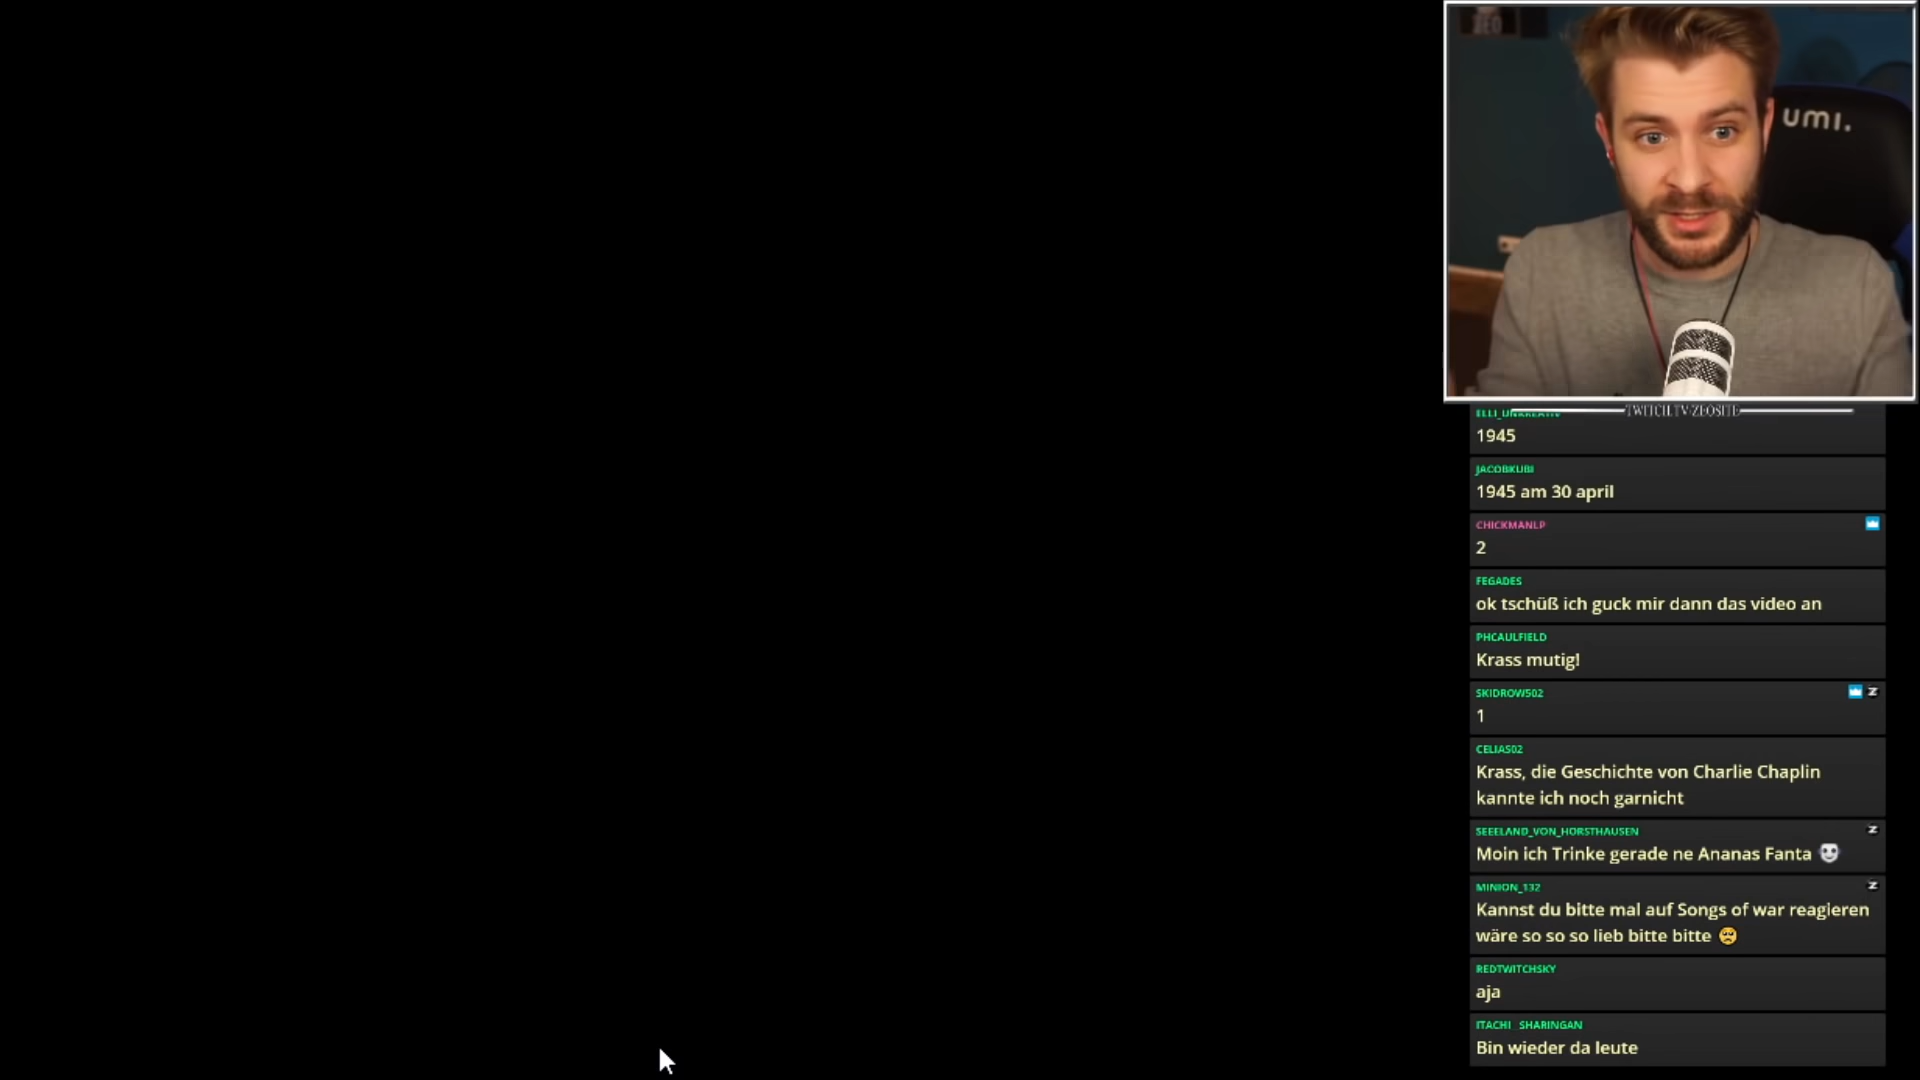 umi.
TWITCH.TV/ZEOSITE
ELLI_UNKREATIV
1945
JACOBKUBI
1945 am 30 april
CHICKMANLP
2
FEGADES
ok tschüß ich guck mir dann das video an
PHCAULFIELD
Krass mutig!
SKIDROW502
1
CELIAS02
Krass, die Geschichte von Charlie Chaplin
kannte ich noch garnicht
SEEELAND_VON_HORSTHAUSEN
Moin ich Trinke gerade ne Ananas Fanta
MINION_132
Kannst du bitte mal auf Songs of war reagieren
wäre so so so lieb bitte bitte 🥺
REDTWITCHSKY
aja
ITACHI_SHARINGAN
Bin wieder da leute